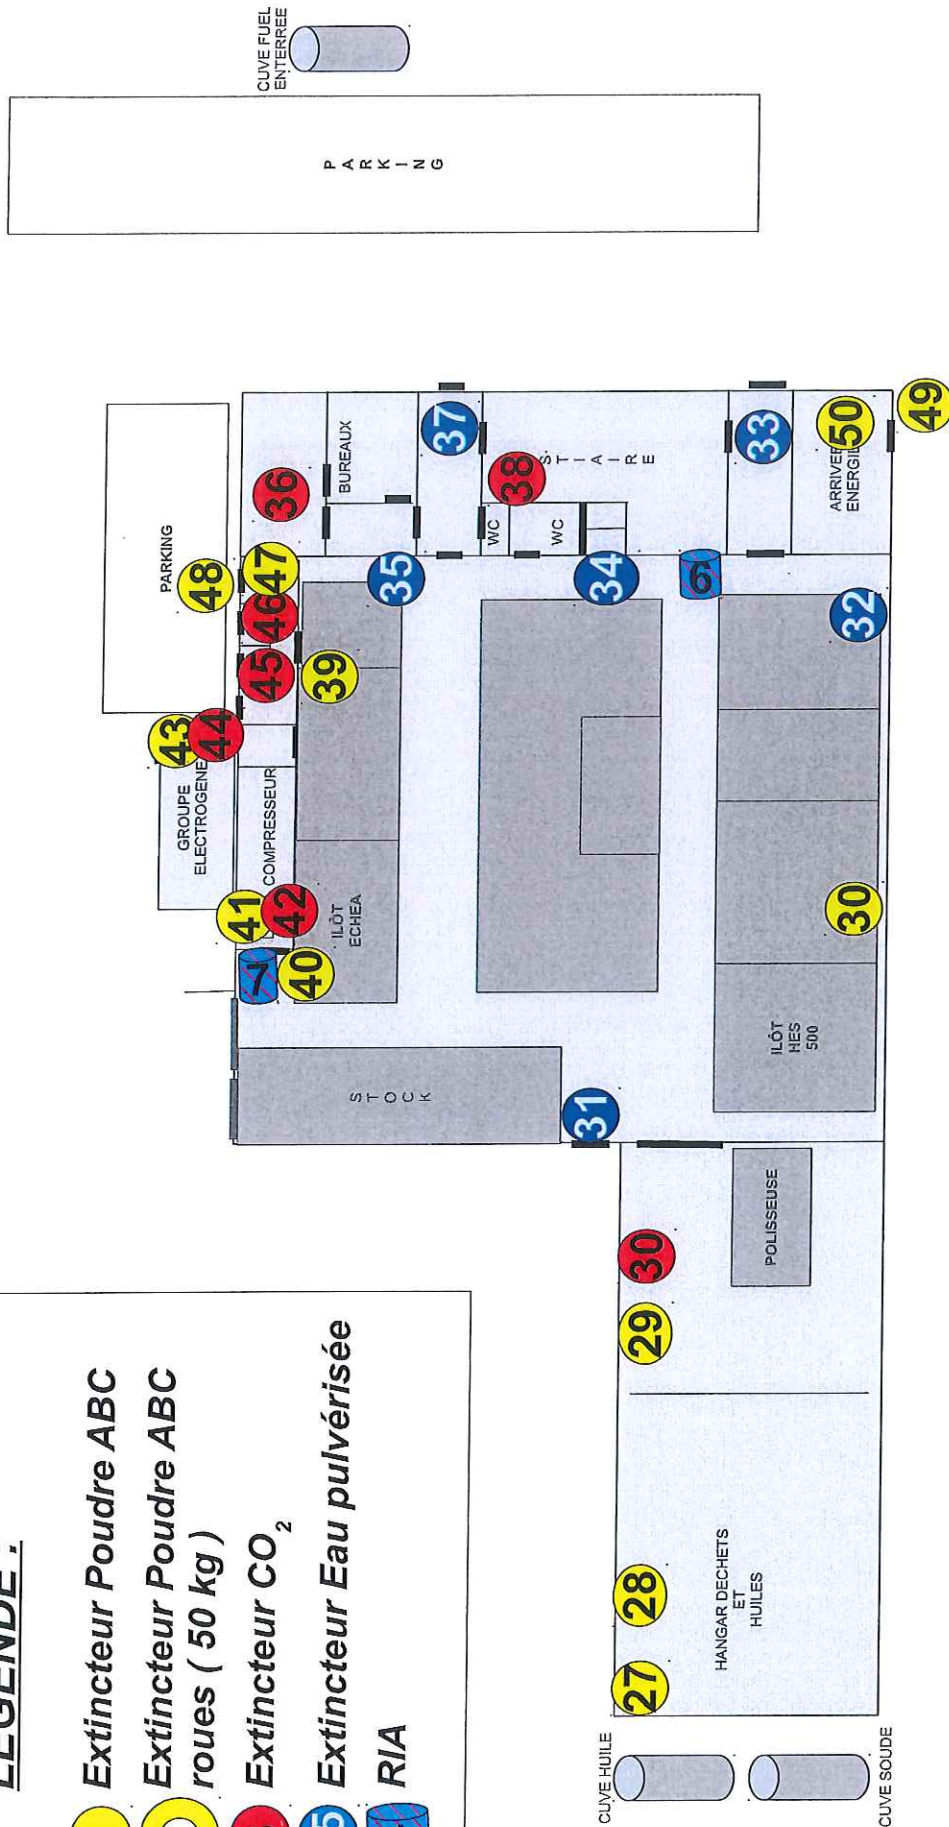 LEGENDE :
Extincteur Poudre ABC
Extincteur Poudre ABC
roues ( 50 kg )
Extincteur CO2
Extincteur Eau pulvérisée
RIA
CUVE FUEL
ENTERREE
PARKING
PARKING
48
47
46
45
44
43
GROUPE
ELECTROGENE
COMPRESSEUR
41
42
7
40
39
36
BUREAUX
37
35
38
STIAIRE
WC
WC
34
6
33
32
ARRIVEE
ENERGIE
50
49
ILÔT
ECHEA
STOCK
31
30
ILÔT
HES
500
POLISSEUSE
30
29
28
27
HANGAR DECHETS
ET
HUILES
CUVE HUILE
CUVE SOUDE